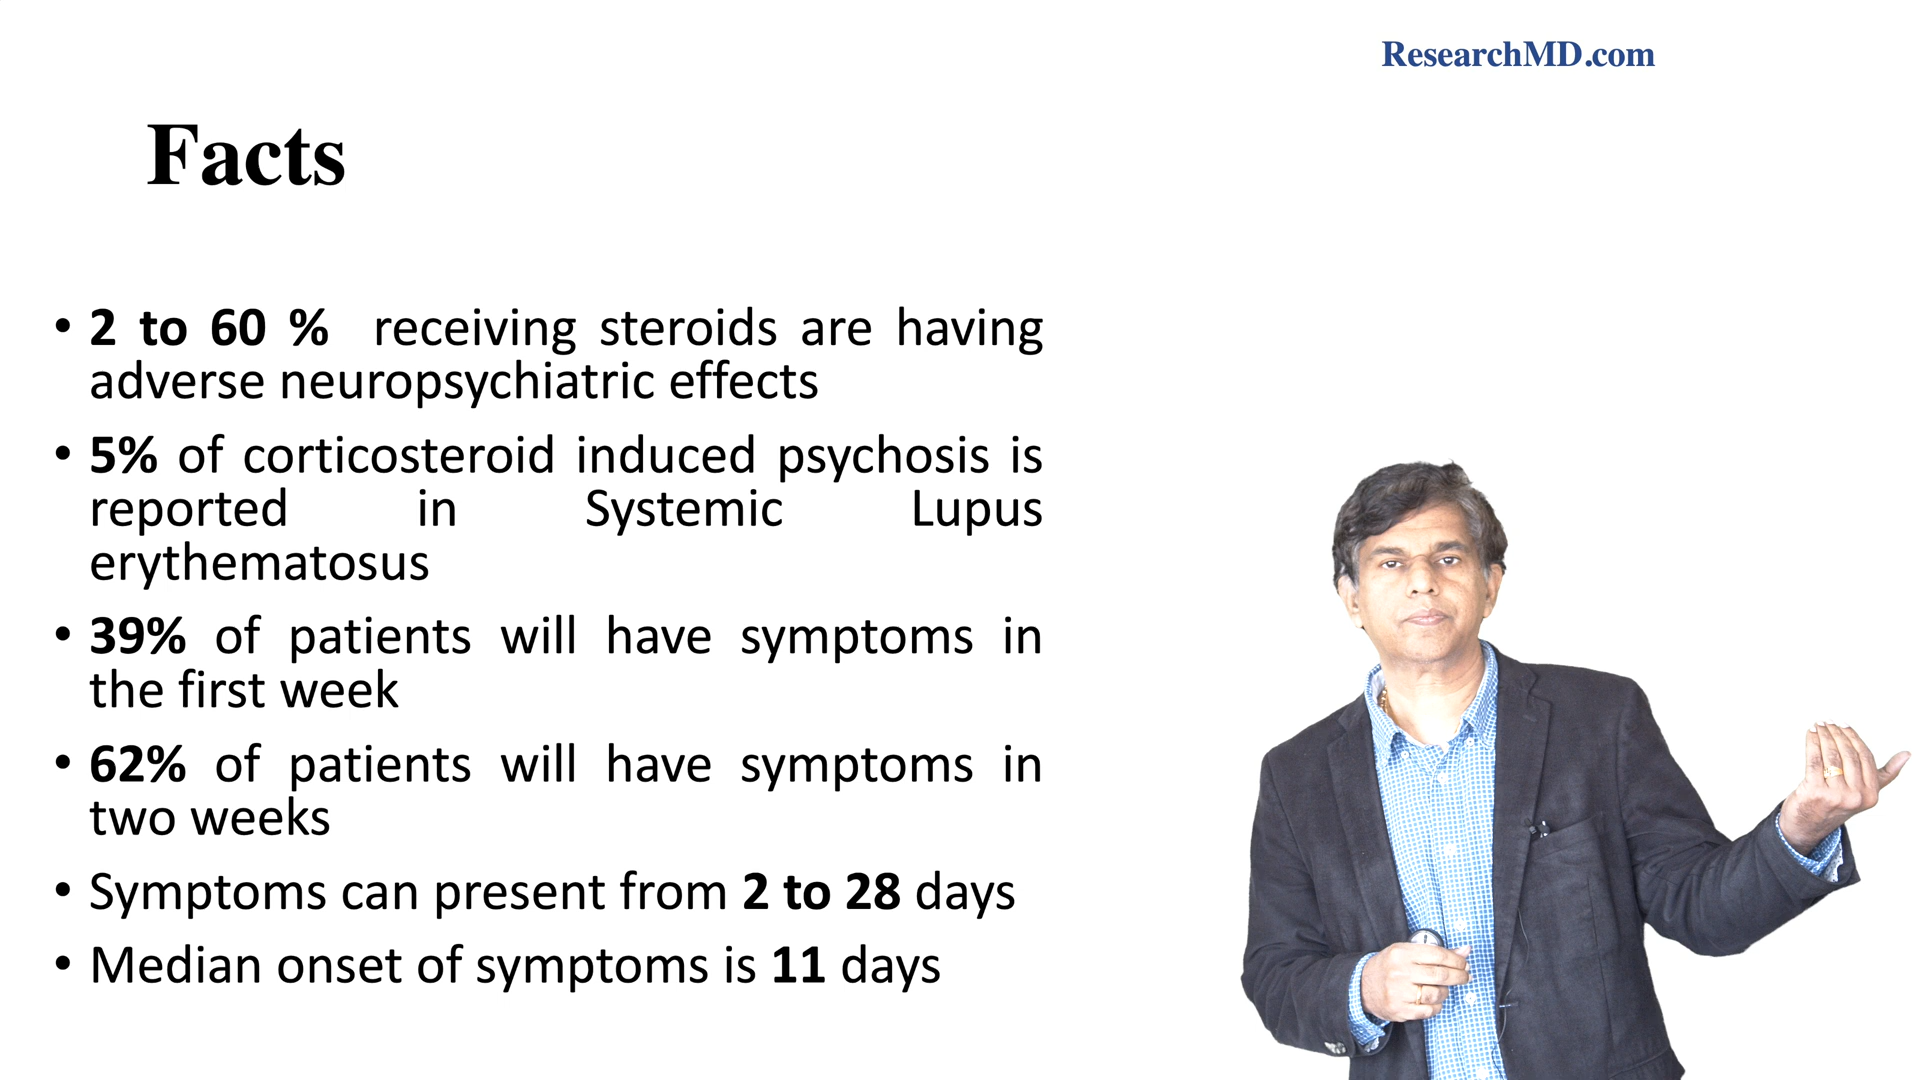 ResearchMD.com
Facts
• 2 to 60 % receiving steroids are having
adverse neuropsychiatric effects
• 5% of corticosteroid induced psychosis is
reported in Systemic Lupus
erythematosus
• 39% of patients will have symptoms in
the first week
• 62% of patients will have symptoms in
two weeks
• Symptoms can present from 2 to 28 days
• Median onset of symptoms is 11 days